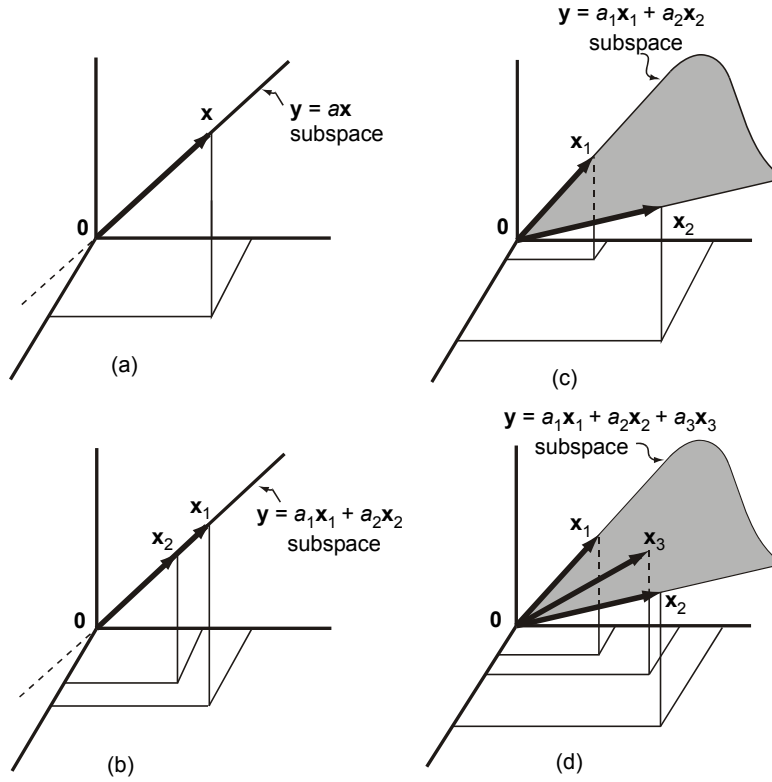 x
y = ax
subspace
0
(a)
y = a₁x₁ + a₂x₂
subspace
x₁
0
x₂
(c)
x₁
x₂
y = a₁x₁ + a₂x₂
subspace
0
(b)
y = a₁x₁ + a₂x₂ + a₃x₃
subspace
x₁
x₃
x₂
0
(d)